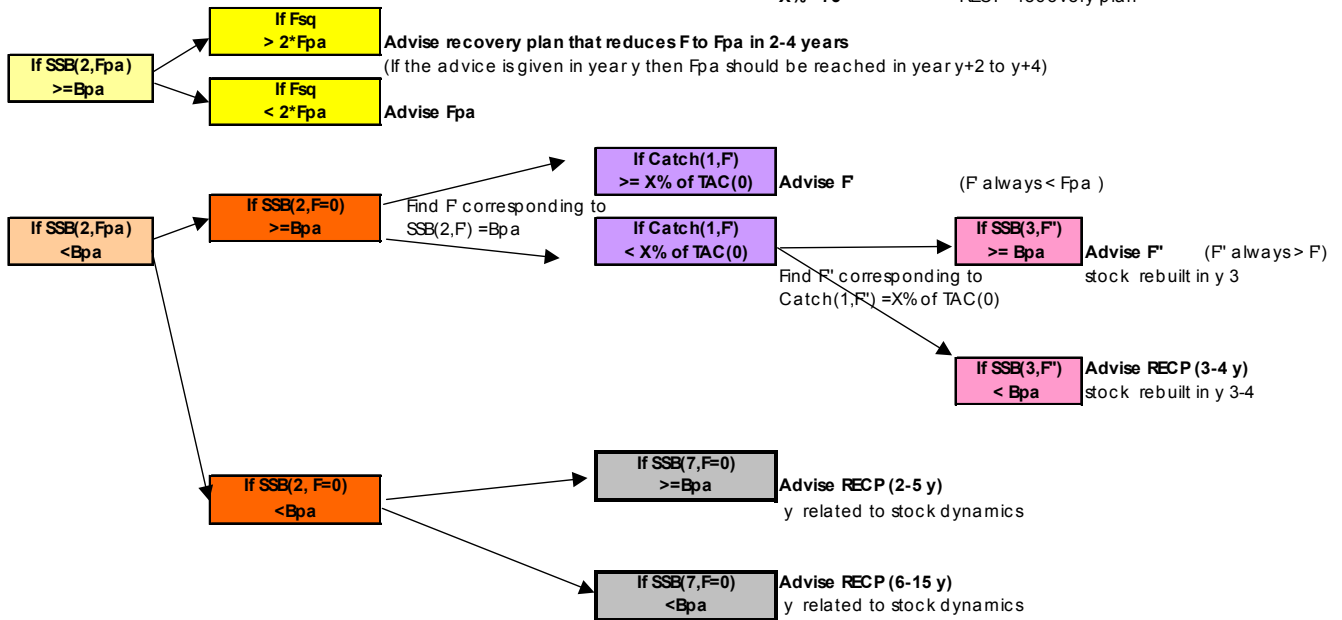 If Fsq
> 2*Fpa
Advise recovery plan that reduces F to Fpa in 2-4 years
(If the advice is given in year y then Fpa should be reached in year y+2 to y+4)
If SSB(2,Fpa)
>=Bpa
If Fsq
< 2*Fpa
Advise Fpa
If Catch(1,F')
>= X% of TAC(0)
Advise F'
(F' always < Fpa )
If SSB(2,Fpa)
<Bpa
If SSB(2,F=0)
>=Bpa
Find F' corresponding to
SSB(2,F') =Bpa
If Catch(1,F')
< X% of TAC(0)
Find F'' corresponding to
Catch(1,F'') =X% of TAC(0)
If SSB(3,F'')
>= Bpa
Advise F''
(F'' always > F')
stock rebuilt in y 3
If SSB(3,F'')
< Bpa
Advise RECP (3-4 y)
stock rebuilt in y 3-4
If SSB(2, F=0)
<Bpa
If SSB(7,F=0)
>=Bpa
Advise RECP (2-5 y)
y related to stock dynamics
If SSB(7,F=0)
<Bpa
Advise RECP (6-15 y)
y related to stock dynamics